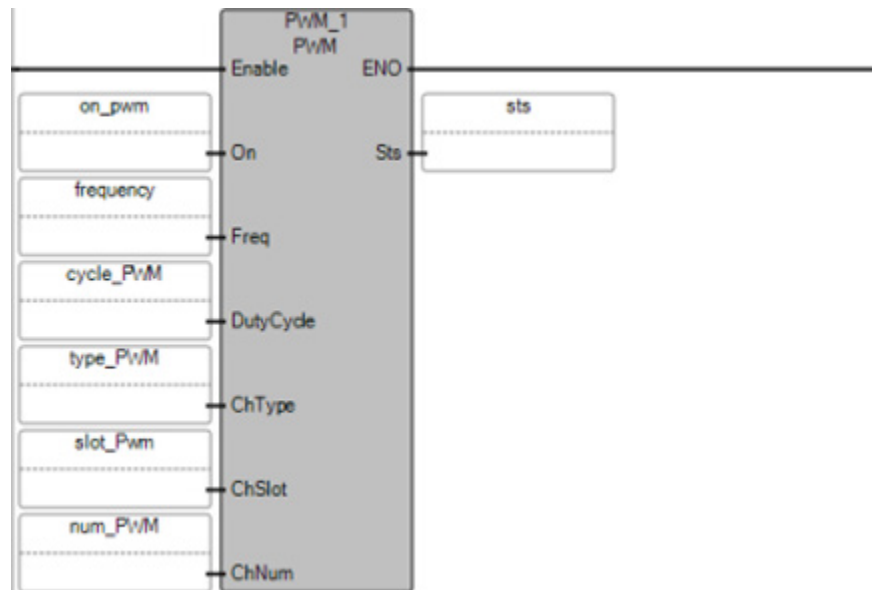 PWM_1
PWM
Enable ENO
on_pwm sts
On Sts
frequency
Freq
cycle_PWM
DutyCycle
type_PWM
ChType
slot_Pwm
ChSlot
num_PWM
ChNum